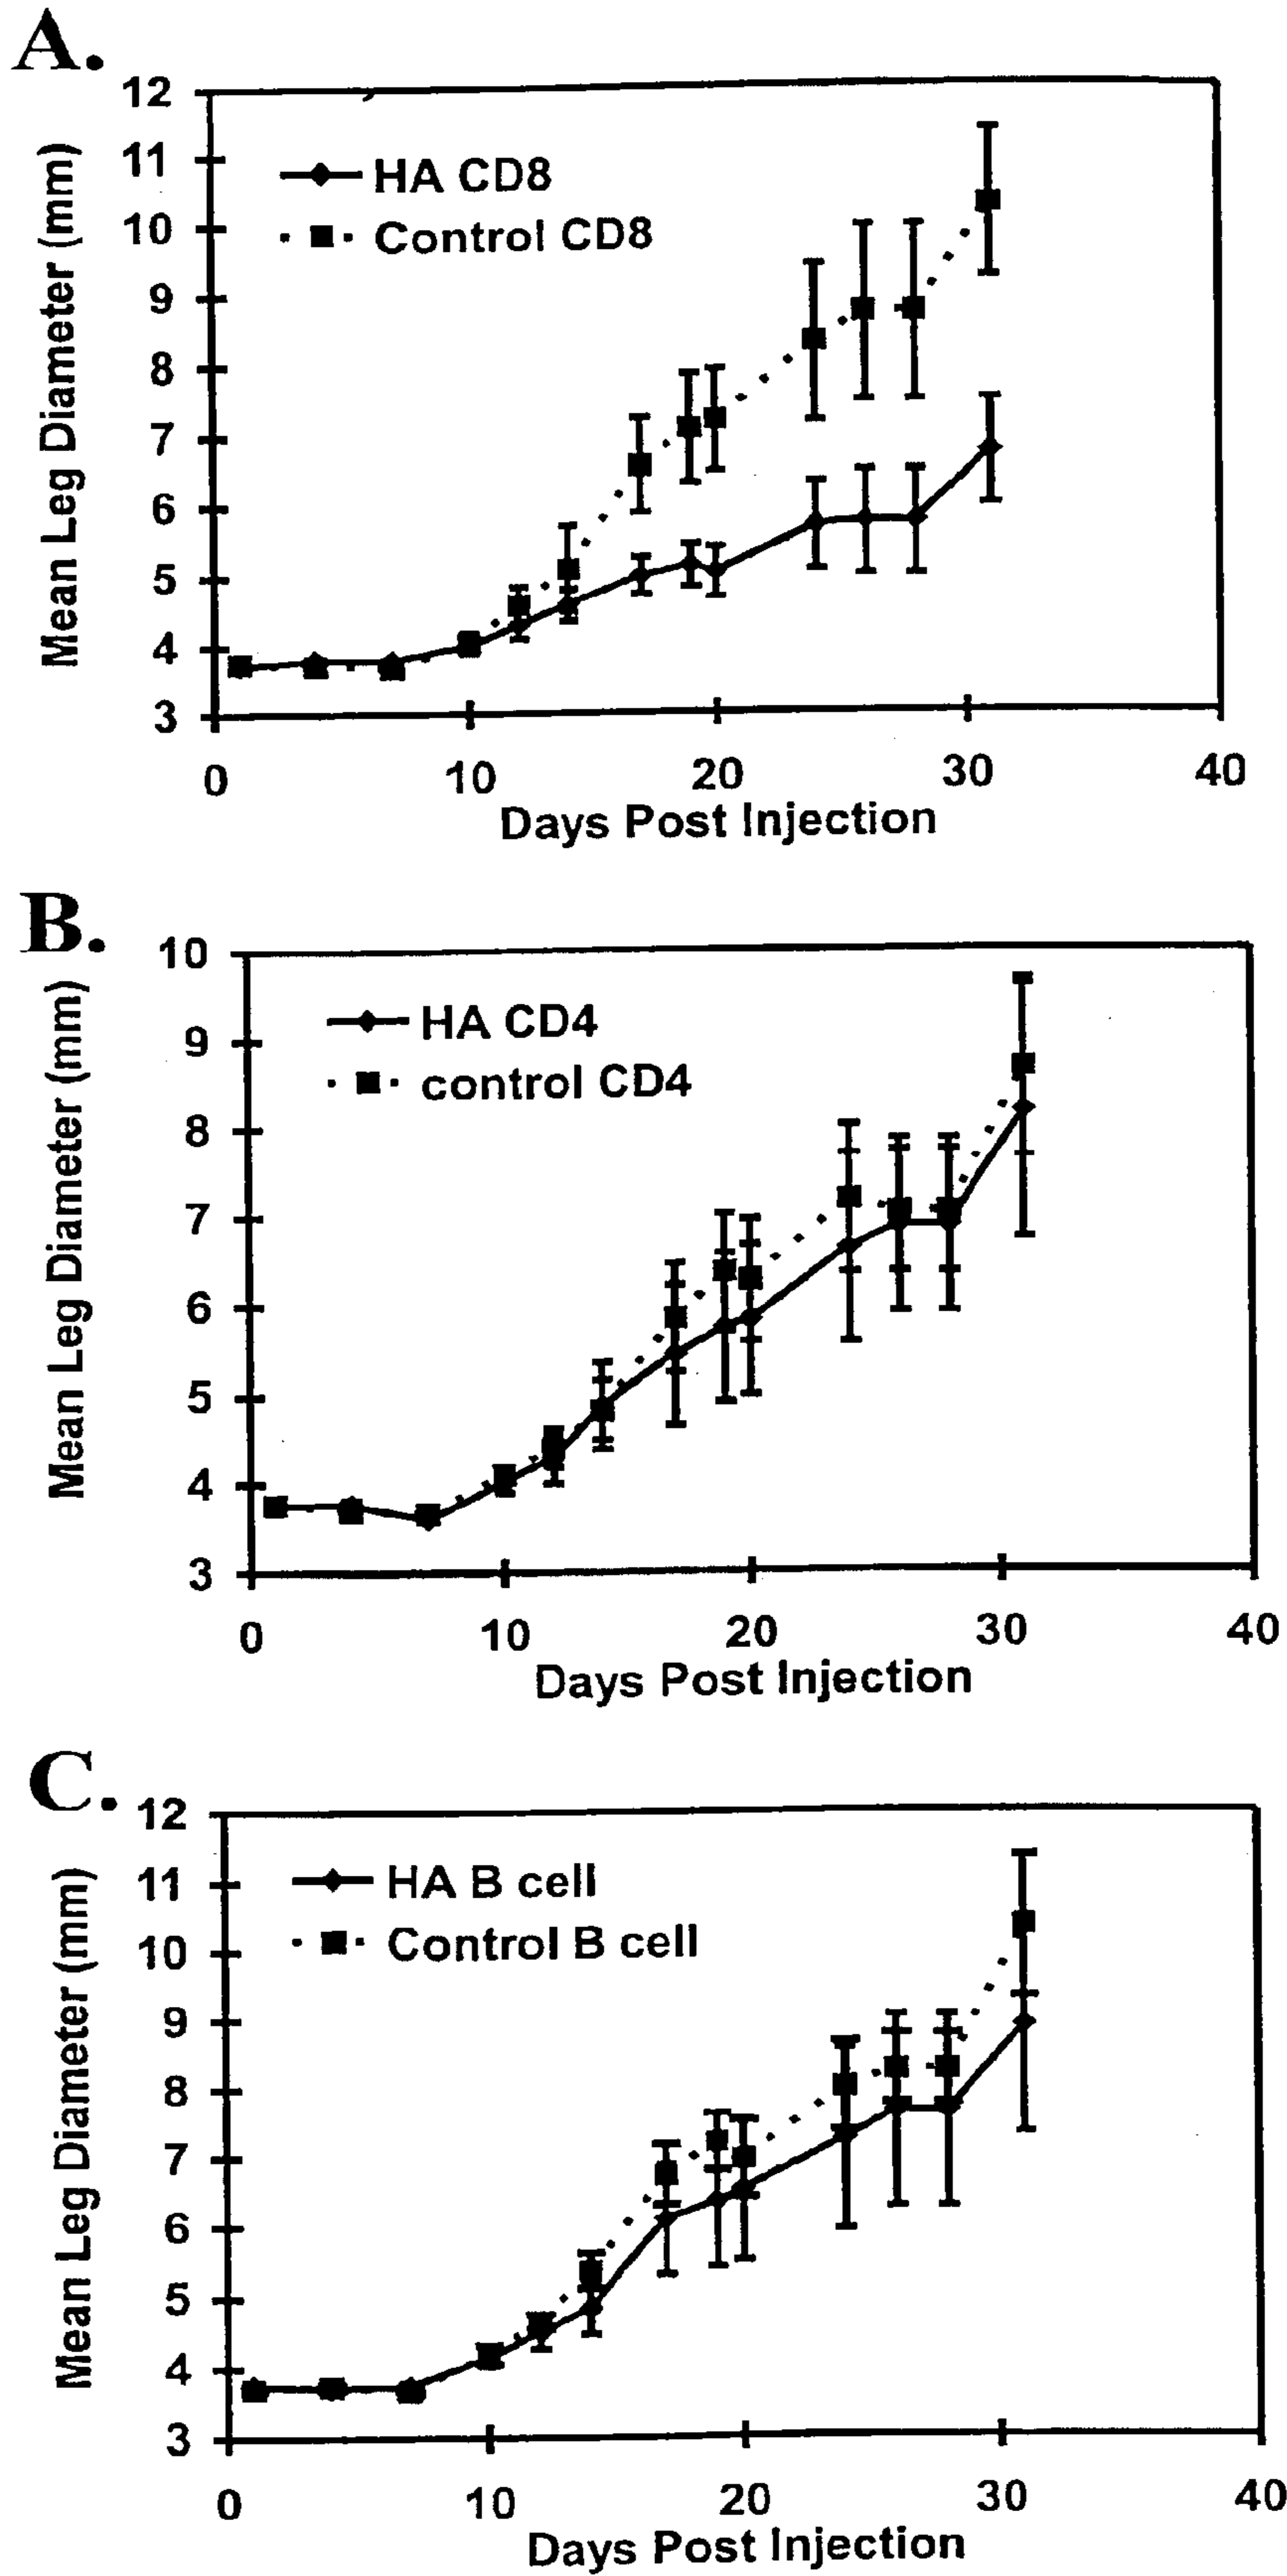 A.
12
11
10
9
8
7
6
5
4
3
Mean Leg Diameter (mm)
HA CD8
Control CD8
0 10 20 30 40
Days Post Injection
B.
10
9
8
7
6
5
4
3
Mean Leg Diameter (mm)
HA CD4
control CD4
0 10 20 30 40
Days Post Injection
C.
12
11
10
9
8
7
6
5
4
3
Mean Leg Diameter (mm)
HA B cell
Control B cell
0 10 20 30 40
Days Post Injection